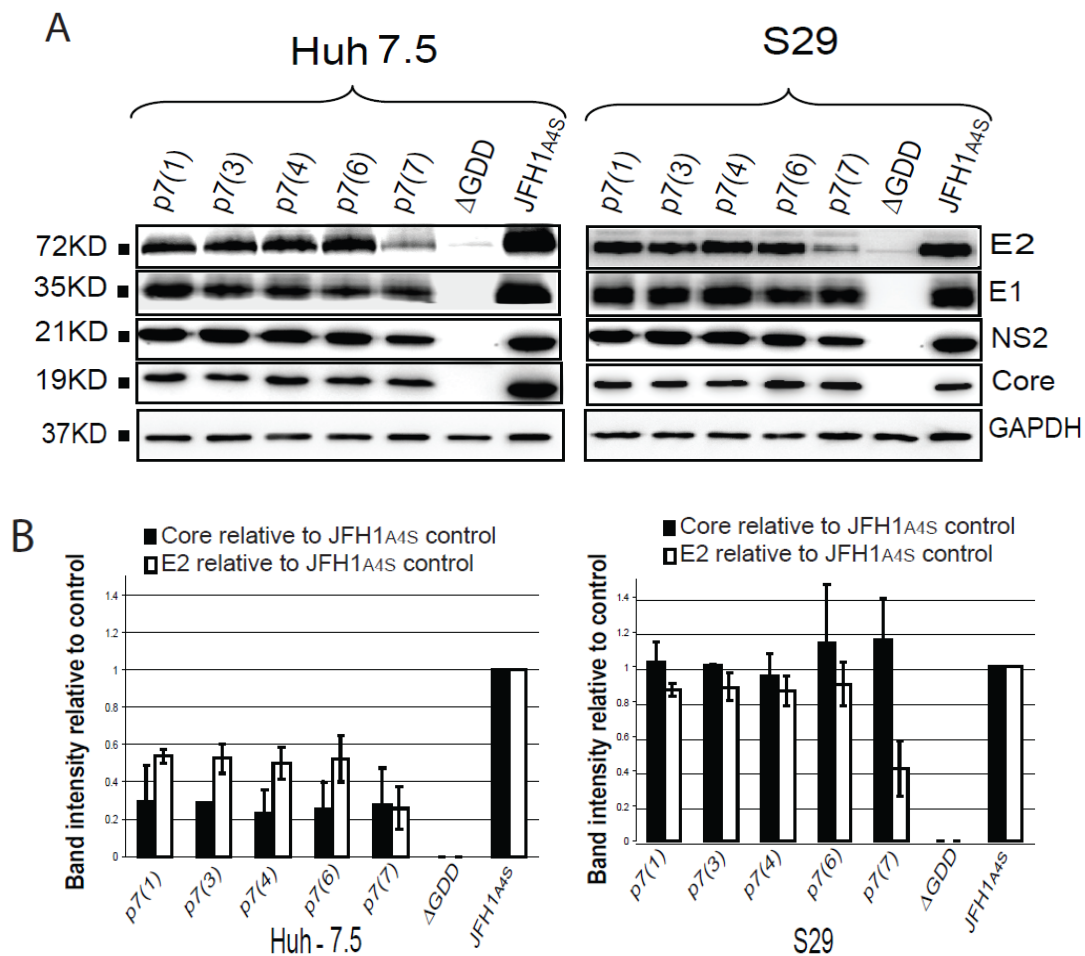 A
Huh 7.5
S29
p7(1) p7(3) p7(4) p7(6) p7(7) ΔGDD JFH1A4S
p7(1) p7(3) p7(4) p7(6) p7(7) ΔGDD JFH1A4S
72KD
E2
35KD
E1
21KD
NS2
19KD
Core
37KD
GAPDH
B
Core relative to JFH1A4S control
E2 relative to JFH1A4S control
Band intensity relative to control
1.4
1.2
1
0.8
0.6
0.4
0.2
0
p7(1) p7(3) p7(4) p7(6) p7(7) ΔGDD JFH1A4S
Huh - 7.5
Core relative to JFH1A4S control
E2 relative to JFH1A4S control
Band intensity relative to control
1.4
1.2
1
0.8
0.6
0.4
0.2
0
p7(1) p7(3) p7(4) p7(6) p7(7) ΔGDD JFH1A4S
S29